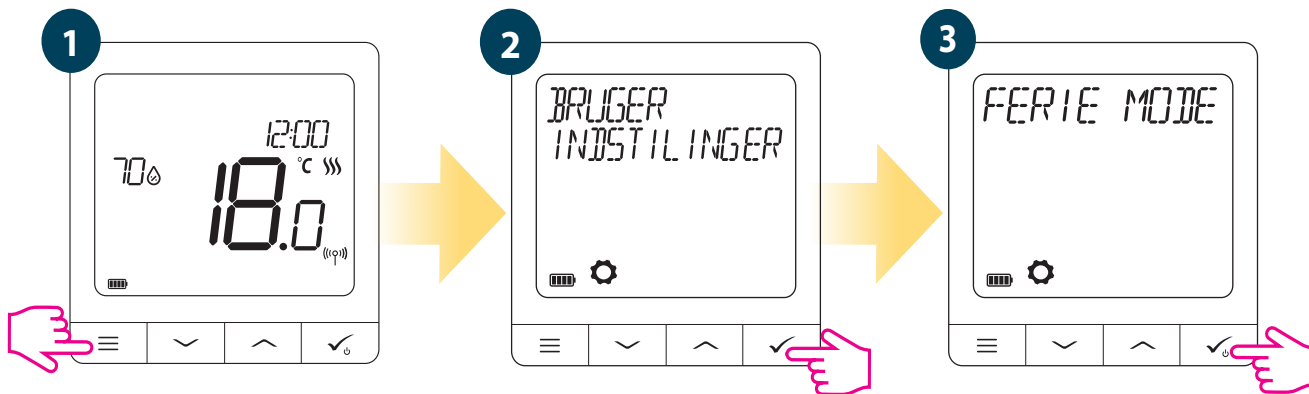 1
12:00
70
°C
18.0
2
BRUGER
INDSTILINGER
3
FERIE MODE